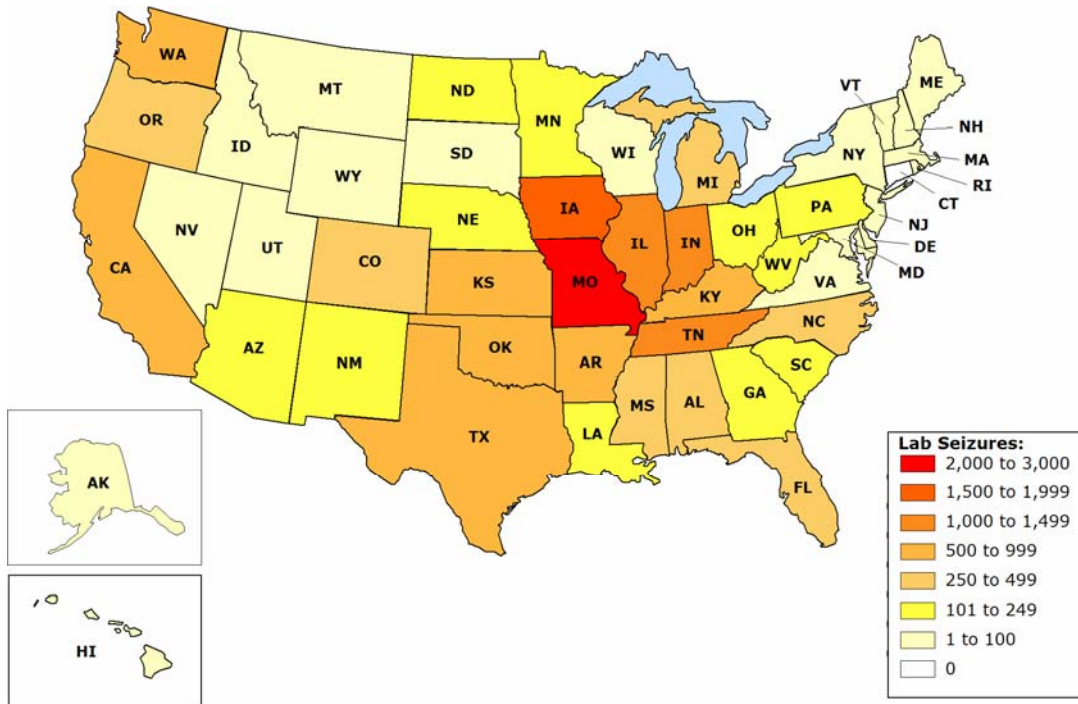 WA
MT
ND
MN
ME
VT
OR
NH
ID
SD
WI
NY
MA
WY
MI
RI
CT
NE
IA
PA
NJ
NV
OH
DE
UT
IL
IN
MD
CA
CO
WV
KS
MO
VA
KY
NC
TN
OK
AZ
NM
AR
SC
MS
AL
GA
TX
LA
FL
AK
HI
Lab Seizures:
2,000 to 3,000
1,500 to 1,999
1,000 to 1,499
500 to 999
250 to 499
101 to 249
1 to 100
0